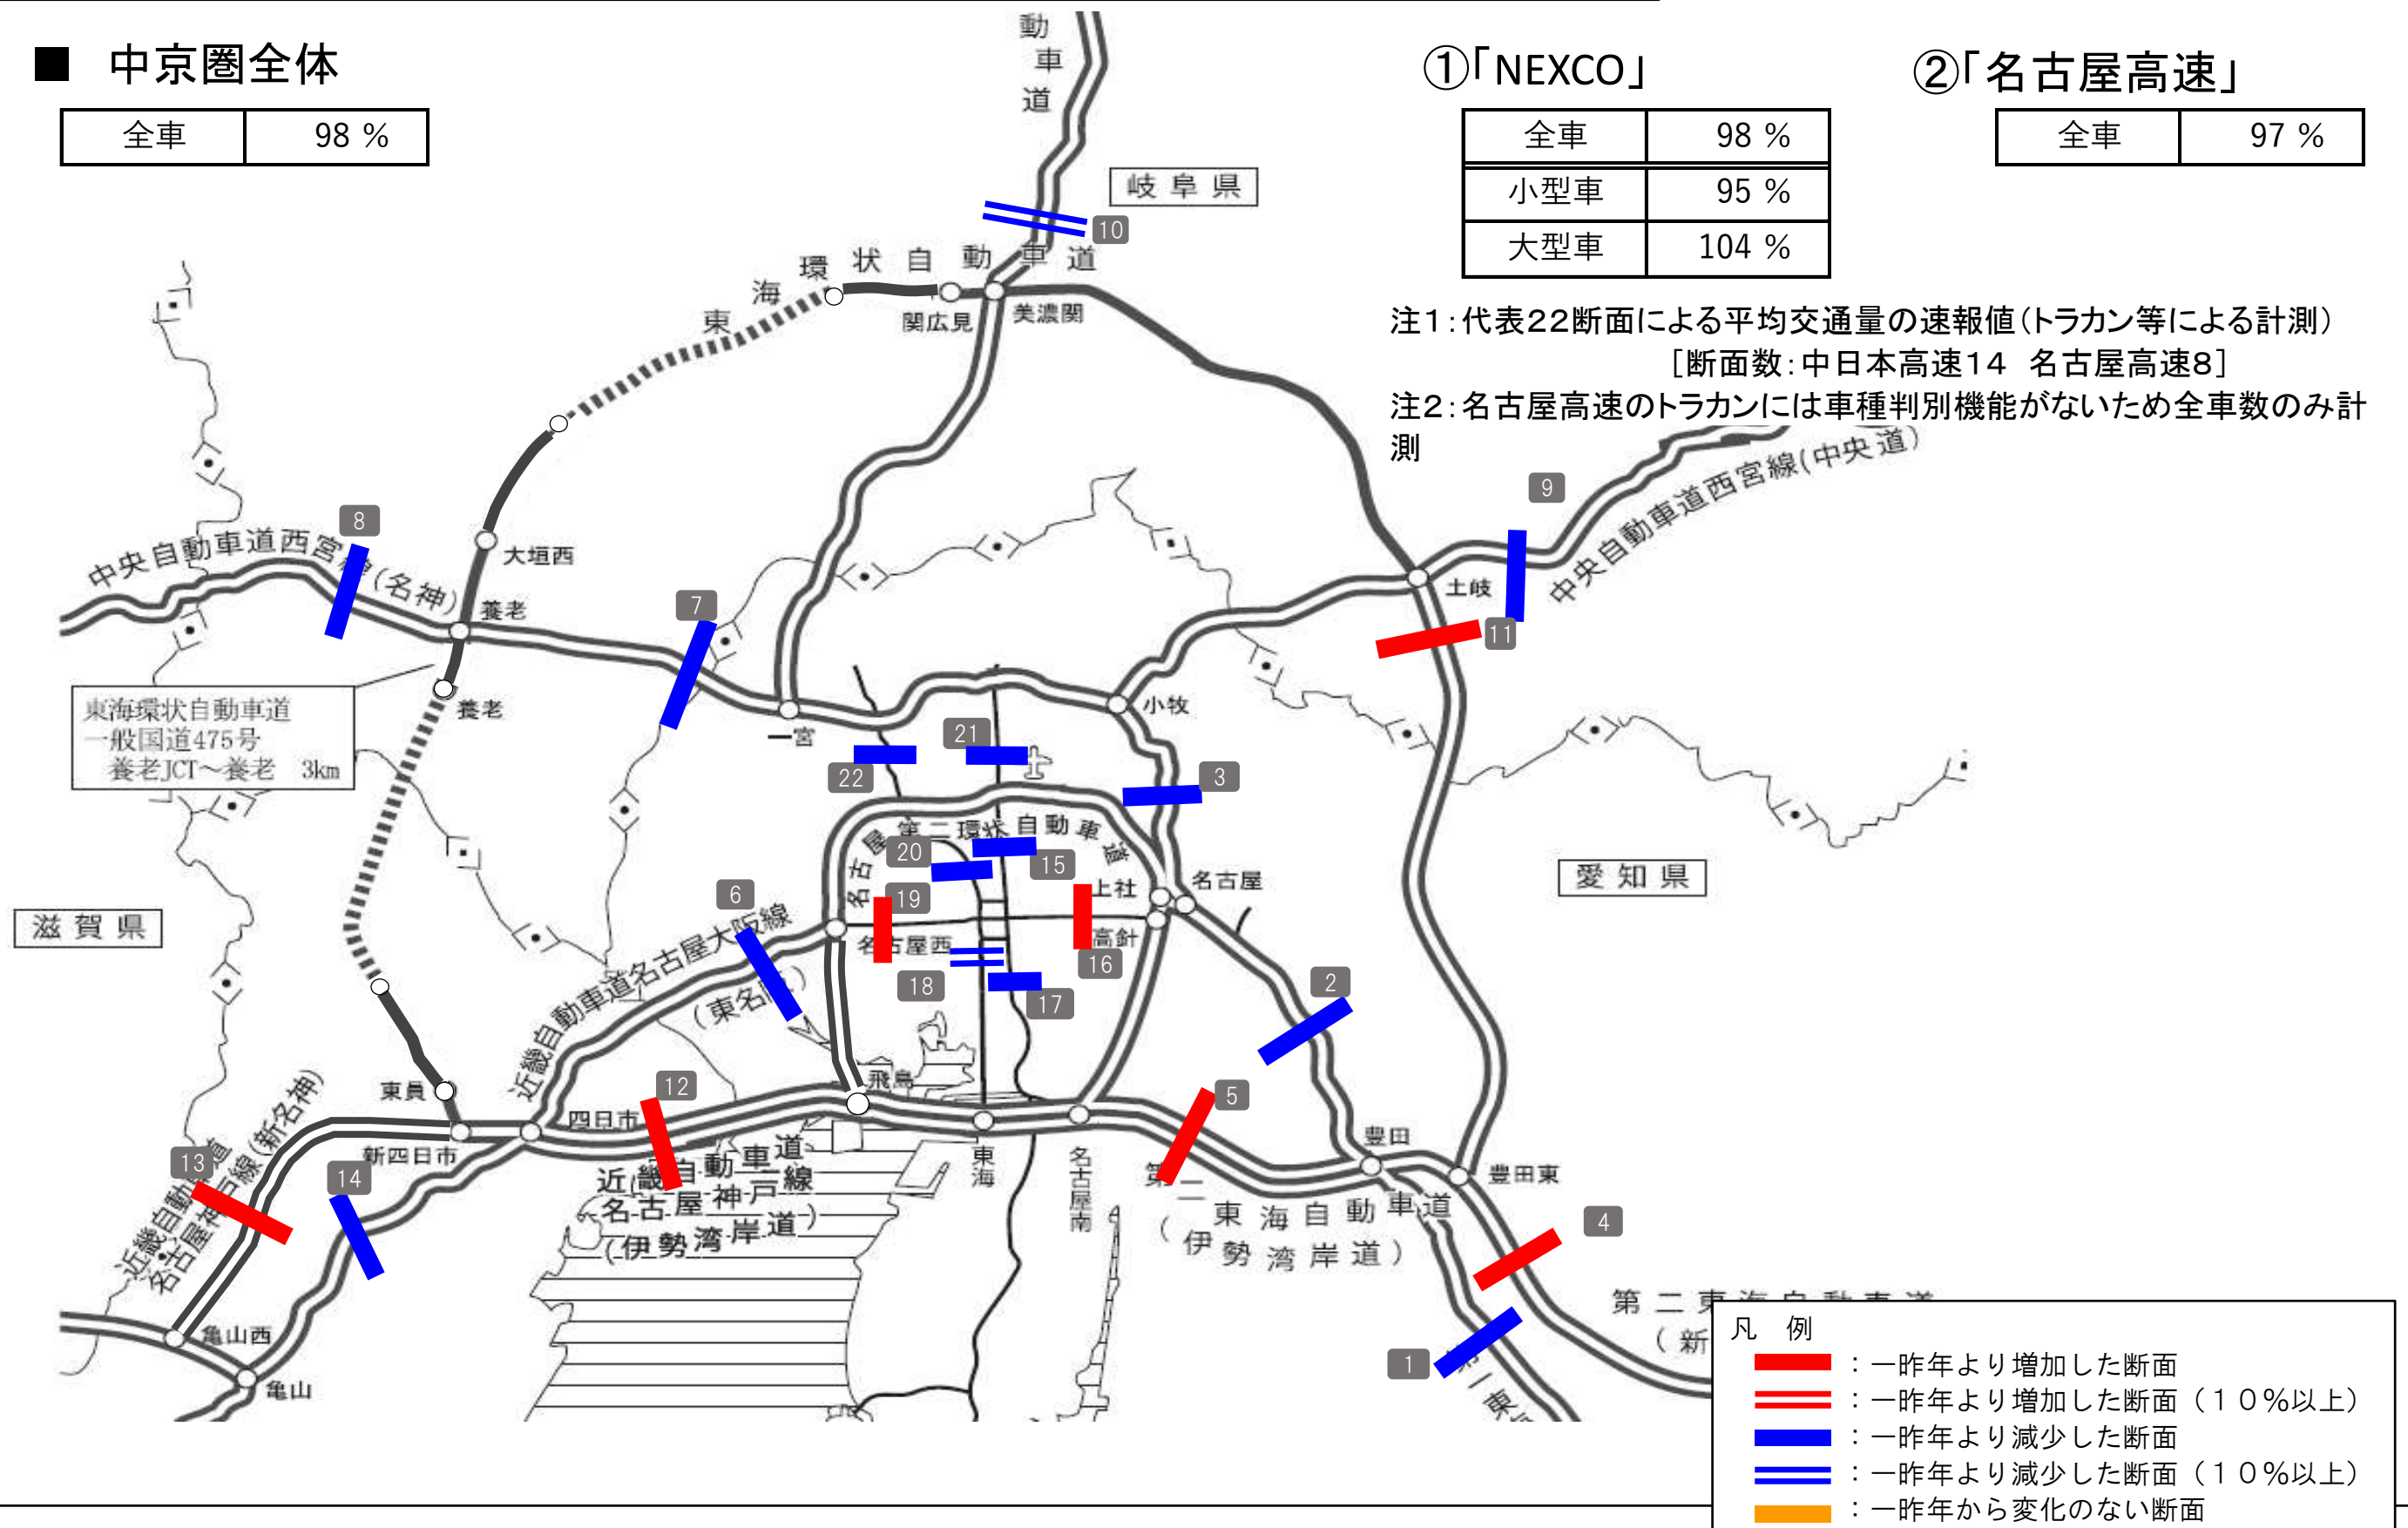 ■ 中京圏全体
全車 98 %
①「NEXCO」
全車 98 %
小型車 95 %
大型車 104 %
②「名古屋高速」
全車 97 %
注1:代表22断面による平均交通量の速報値(トラカン等による計測)
[断面数:中日本高速14 名古屋高速8]
注2:名古屋高速のトラカンには車種判別機能がないため全車数のみ計
測
動車道
岐阜県
10
東海環状自動車道
関広見
美濃関
9
中央自動車道西宮線(中央道)
8
中央自動車道西宮線(名神)
大垣西
養老
7
土岐
11
東海環状自動車道
一般国道475号
養老JCT~養老 3km
養老
一宮
小牧
21
22
3
名古屋第二環状自動車道
20
15
上社
名古屋
愛知県
19
6
滋賀県
名古屋西
高針
16
18
17
2
近畿自動車道名古屋大阪線
(東名阪)
飛島
東員
12
四日市
5
新四日市
豊田
豊田東
13
14
東海
名古屋南
近畿自動車道
名古屋神戸線(新名神)
近畿自動車道
名古屋神戸線
(伊勢湾岸道)
第二東海自動車道
(伊勢湾岸道)
4
第二東海自動車道
(新
1
第一東
亀山西
亀山
凡 例
:一昨年より増加した断面
:一昨年より増加した断面(10%以上)
:一昨年より減少した断面
:一昨年より減少した断面(10%以上)
:一昨年から変化のない断面